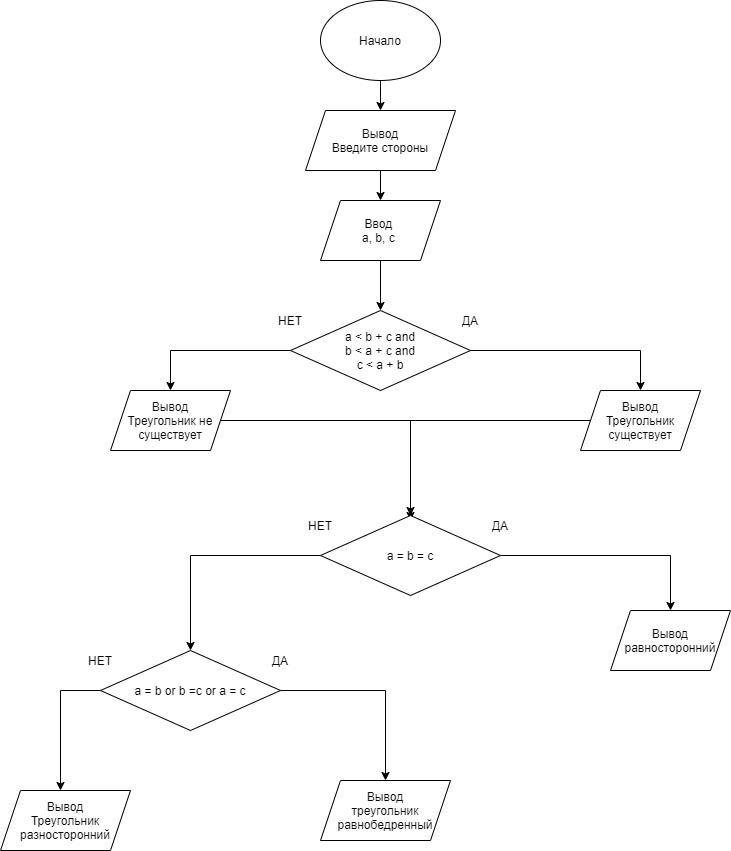 Начало
Вывод
Введите стороны
Ввод
a, b, c
НЕТ
ДА
a < b + c and
b < a + c and
c < a + b
Вывод
Треугольник не
существует
Вывод
Треугольник
существует
НЕТ
ДА
a = b = c
Вывод
равносторонний
НЕТ
ДА
a = b or b =c or a = c
Вывод
Треугольник
разносторонний
Вывод
треугольник
равнобедренный